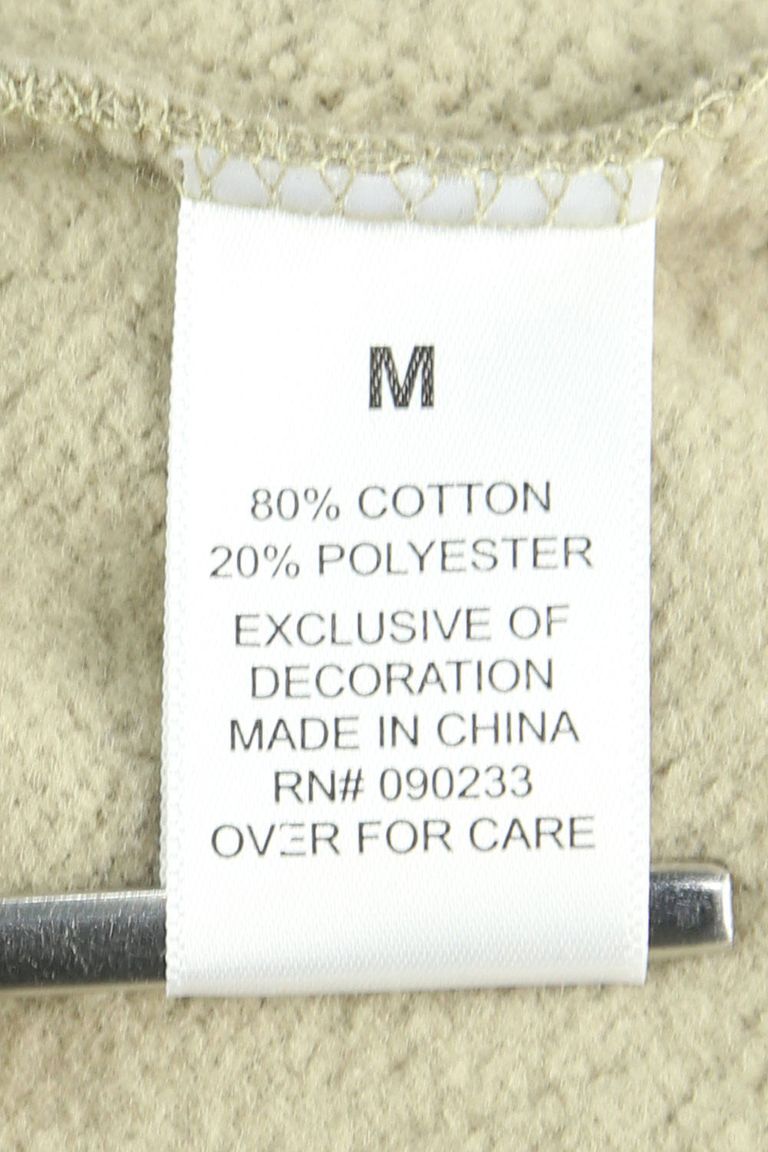 M
80% COTTON
20% POLYESTER
EXCLUSIVE OF
DECORATION
MADE IN CHINA
RN# 090233
OVER FOR CARE